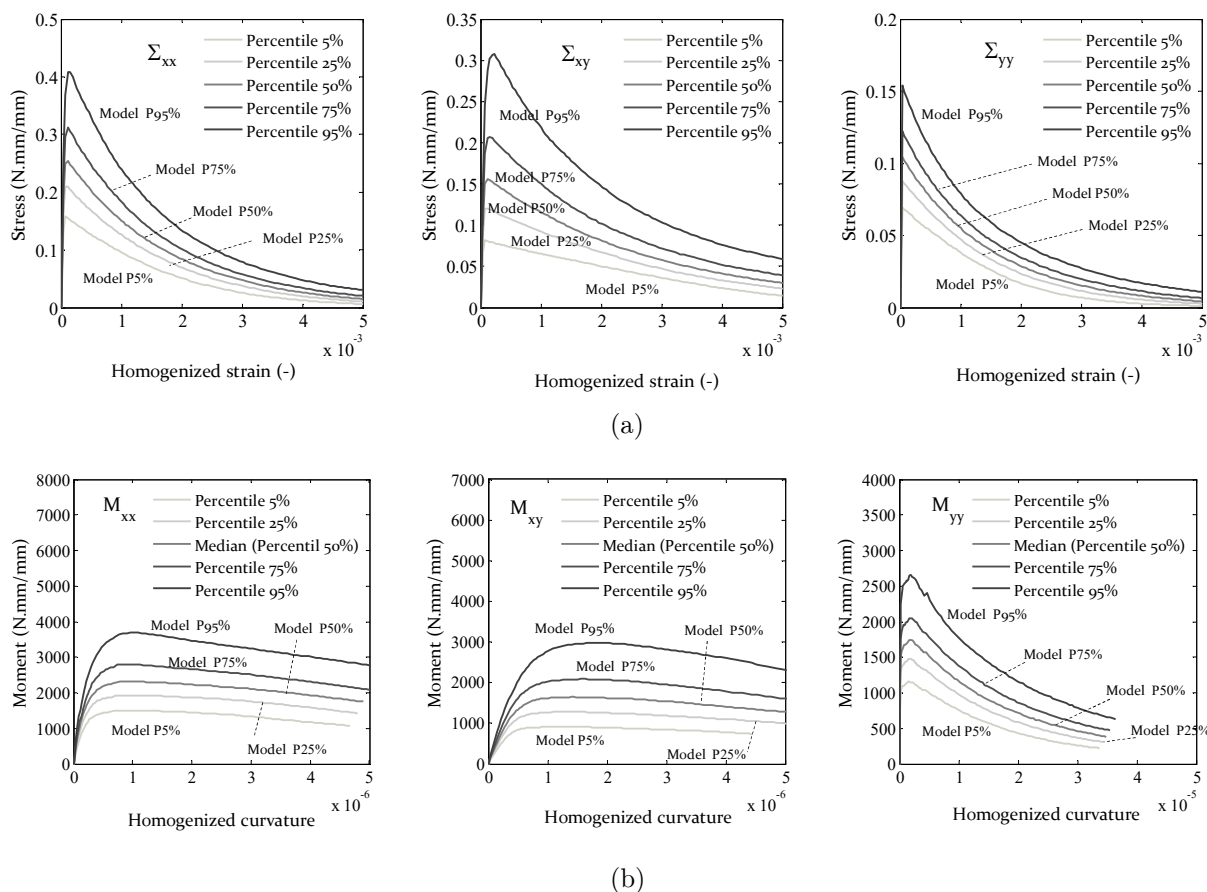 0.5
0.4
0.3
0.2
0.1
0
Stress (N.mm/mm)
Σxx
Percentile 5%
Percentile 25%
Percentile 50%
Percentile 75%
Percentile 95%
Model P95%
Model P75%
Model P50%
Model P25%
Model P5%
0 1 2 3 4 5
x 10⁻³
Homogenized strain (-)
0.35
0.3
0.25
0.2
0.15
0.1
0.05
0
Stress (N.mm/mm)
Σxy
Percentile 5%
Percentile 25%
Percentile 50%
Percentile 75%
Percentile 95%
Model P95%
Model P75%
Model P50%
Model P25%
Model P5%
0 1 2 3 4 5
x 10⁻³
Homogenized strain (-)
0.2
0.15
0.1
0.05
0
Stress (N.mm/mm)
Σyy
Percentile 5%
Percentile 25%
Percentile 50%
Percentile 75%
Percentile 95%
Model P95%
Model P75%
Model P50%
Model P25%
Model P5%
0 1 2 3 4 5
x 10⁻³
Homogenized strain (-)
(a)
8000
7000
6000
5000
4000
3000
2000
1000
0
Moment (N.mm/mm)
Mxx
Percentile 5%
Percentile 25%
Median (Percentil 50%)
Percentile 75%
Percentile 95%
Model P95%
Model P50%
Model P75%
Model P5%
Model P25%
0 1 2 3 4 5
x 10⁻⁶
Homogenized curvature
7000
6000
5000
4000
3000
2000
1000
0
Moment (N.mm/mm)
Mxy
Percentile 5%
Percentile 25%
Median (Percentile 50%)
Percentile 75%
Percentile 95%
Model P95%
Model P50%
Model P75%
Model P5%
Model P25%
0 1 2 3 4 5
x 10⁻⁶
Homogenized curvature
4000
3500
3000
2500
2000
1500
1000
500
0
Moment (N.mm/mm)
Myy
Percentile 5%
Percentile 25%
Median (Percentile 50%)
Percentile 75%
Percentile 95%
Model P95%
Model P75%
Model P50%
Model P25%
Model P5%
0 1 2 3 4 5
x 10⁻⁵
Homogenized curvature
(b)